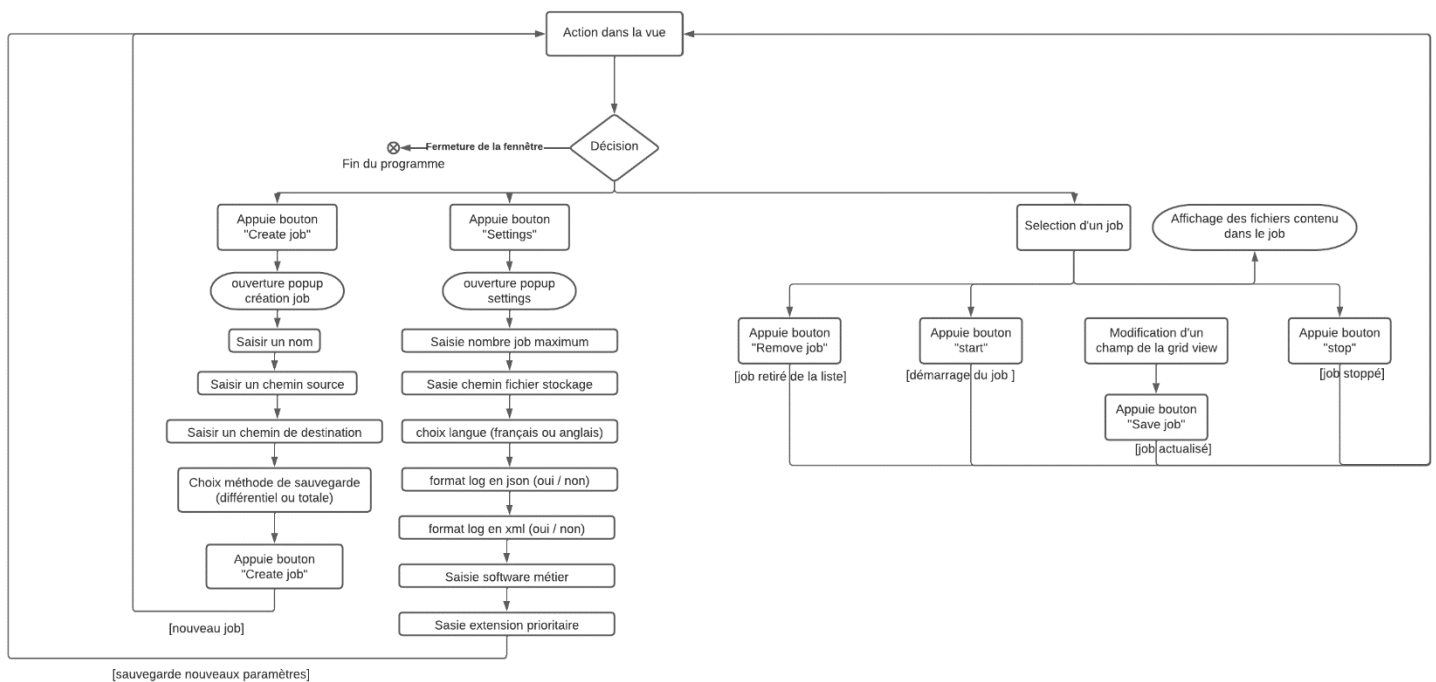 Action dans la vue
Décision
Fermeture de la fennêtre
Fin du programme
Appuie bouton
"Create job"
ouverture popup
création job
Saisir un nom
Saisir un chemin source
Saisir un chemin de destination
Choix méthode de sauvegarde
(différentiel ou totale)
Appuie bouton
"Create job"
[nouveau job]
Appuie bouton
"Settings"
ouverture popup
settings
Saisie nombre job maximum
Sasie chemin fichier stockage
choix langue (français ou anglais)
format log en json (oui / non)
format log en xml (oui / non)
Saisie software métier
Sasie extension prioritaire
[sauvegarde nouveaux paramètres]
Selection d'un job
Affichage des fichiers contenu
dans le job
Appuie bouton
"Remove job"
[job retiré de la liste]
Appuie bouton
"start"
[démarrage du job ]
Modification d'un
champ de la grid view
Appuie bouton
"Save job"
[job actualisé]
Appuie bouton
"stop"
[job stoppé]